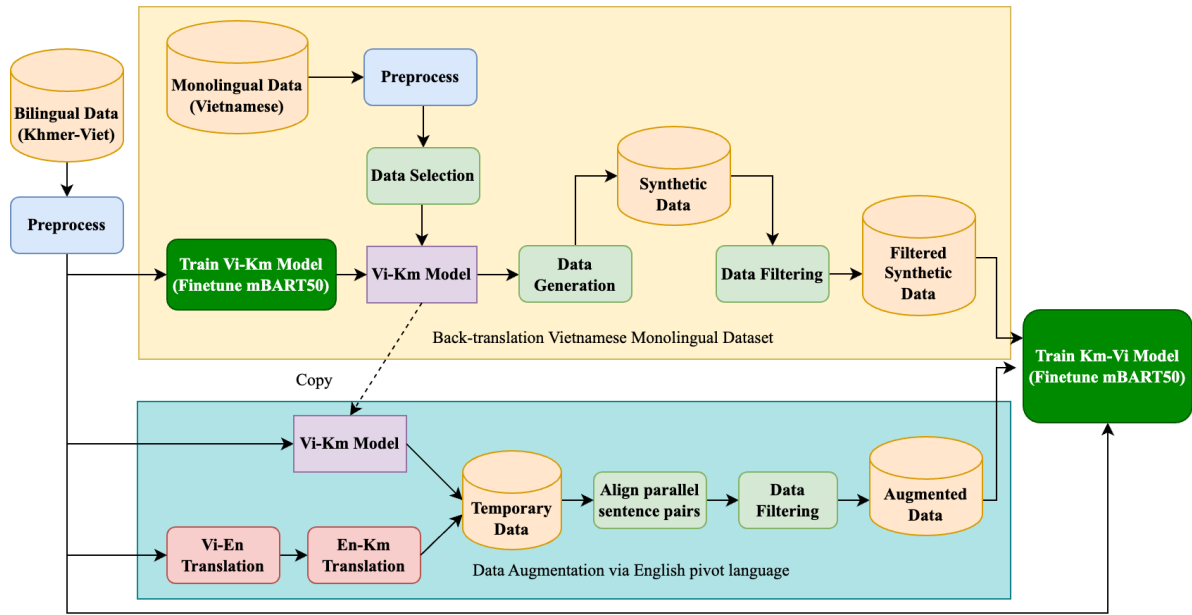 Monolingual Data
(Vietnamese)
Preprocess
Bilingual Data
(Khmer-Viet)
Data Selection
Synthetic
Data
Preprocess
Train Vi-Km Model
(Finetune mBART50)
Vi-Km Model
Data
Generation
Data Filtering
Filtered
Synthetic
Data
Back-translation Vietnamese Monolingual Dataset
Train Km-Vi Model
(Finetune mBART50)
Copy
Vi-Km Model
Temporary
Data
Align parallel
sentence pairs
Data
Filtering
Augmented
Data
Vi-En
Translation
En-Km
Translation
Data Augmentation via English pivot language